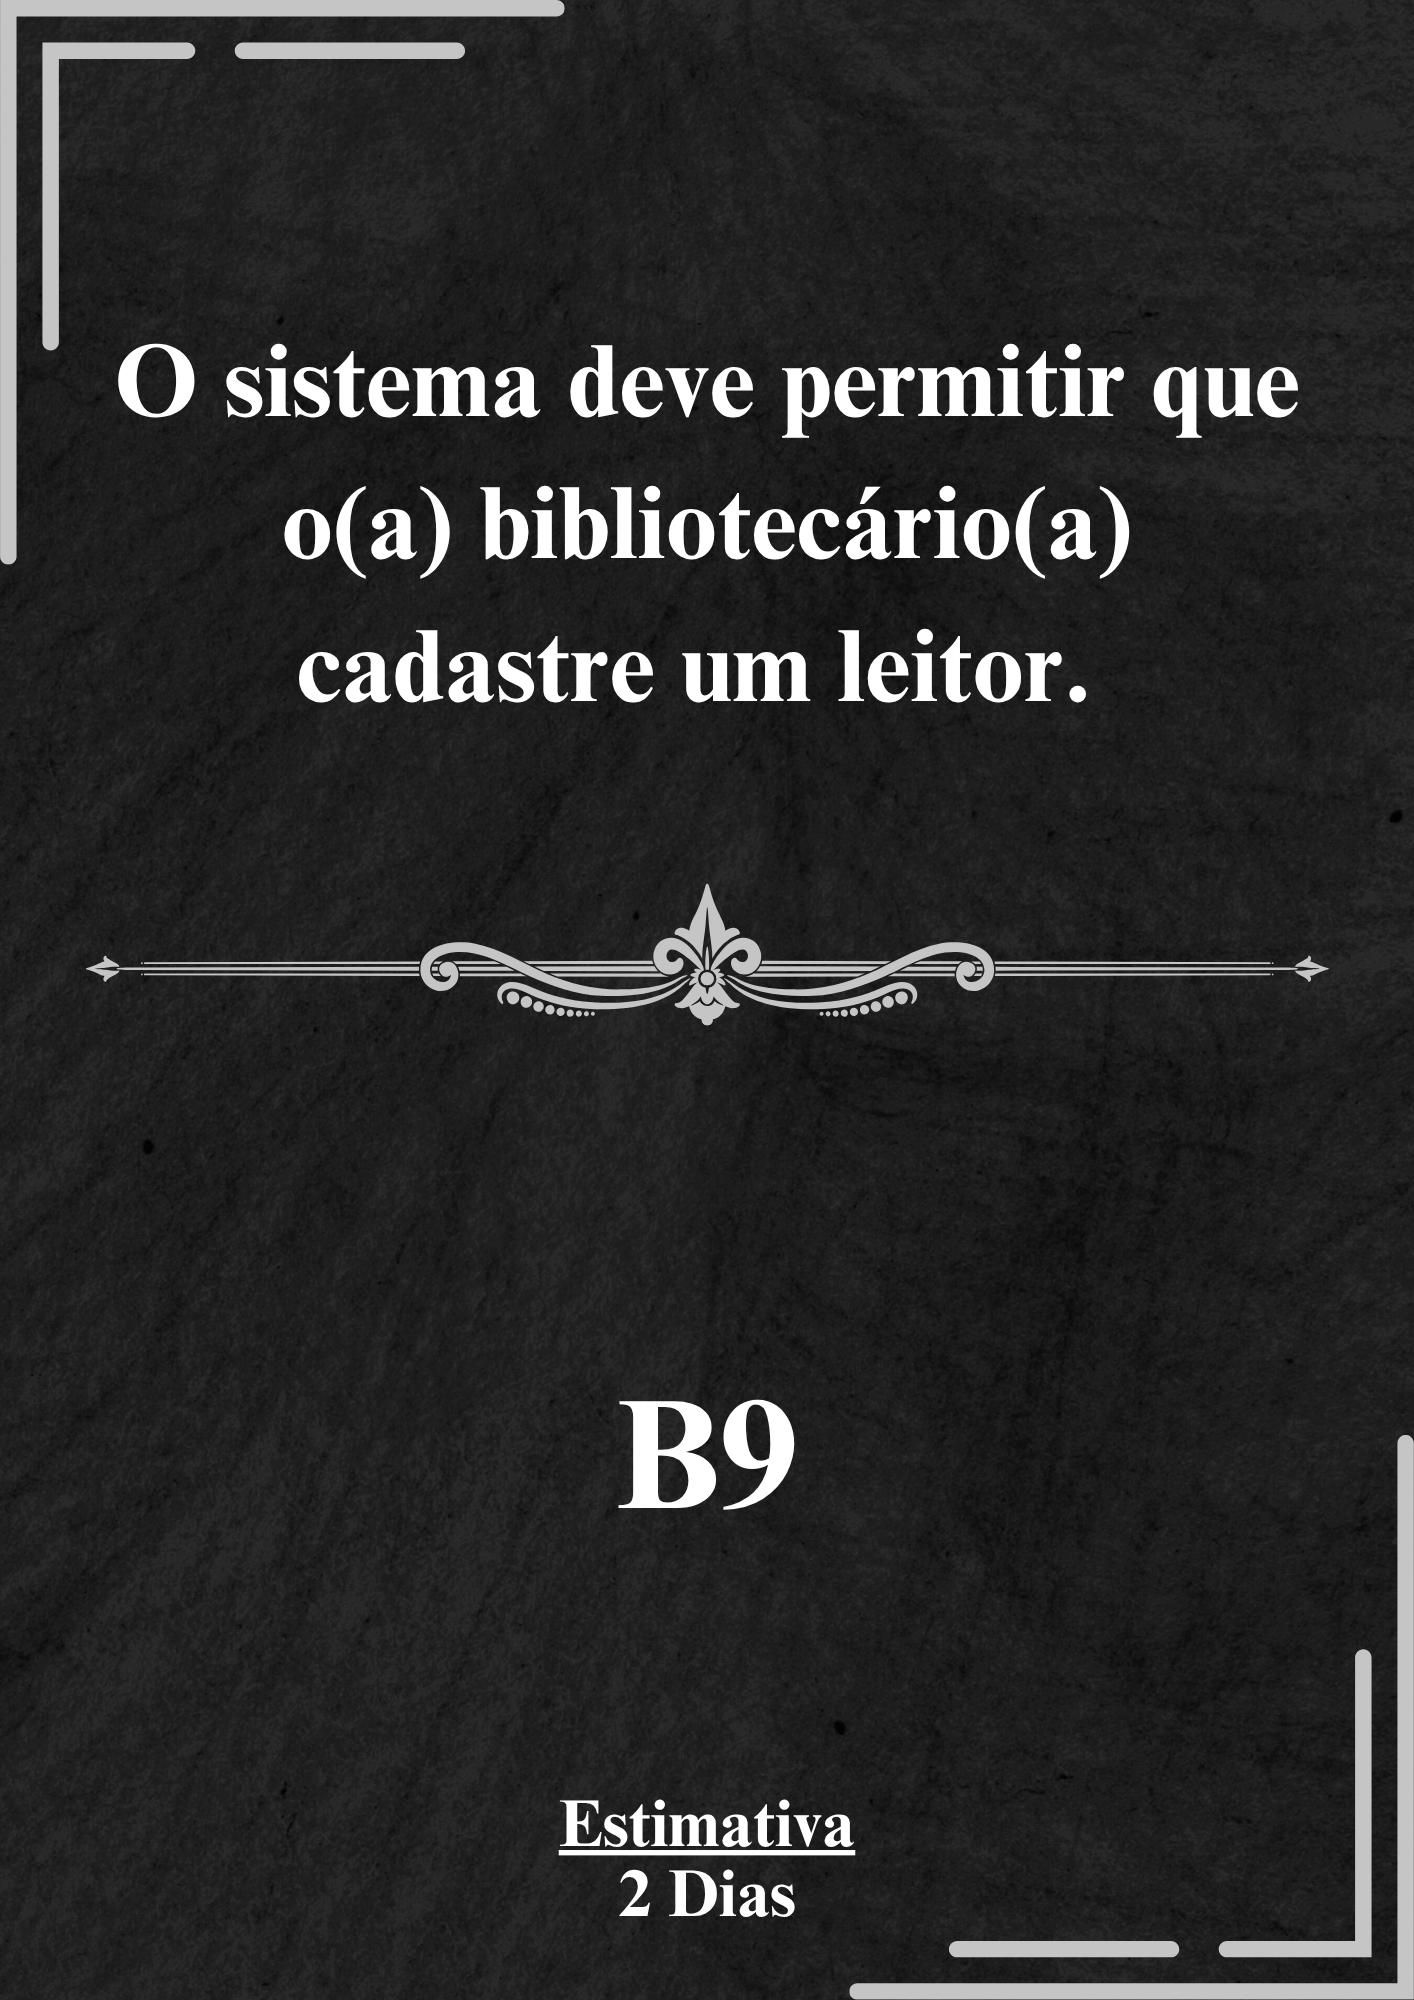 O sistema deve permitir que
o(a) bibliotecário(a)
cadastre um leitor.
B9
Estimativa
2 Dias